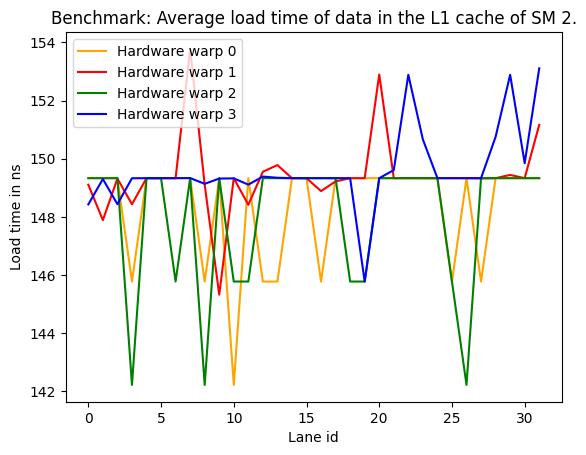 Benchmark: Average load time of data in the L1 cache of SM 2.
154
152
150
148
146
144
142
Load time in ns
Hardware warp 0
Hardware warp 1
Hardware warp 2
Hardware warp 3
0 5 10 15 20 25 30
Lane id